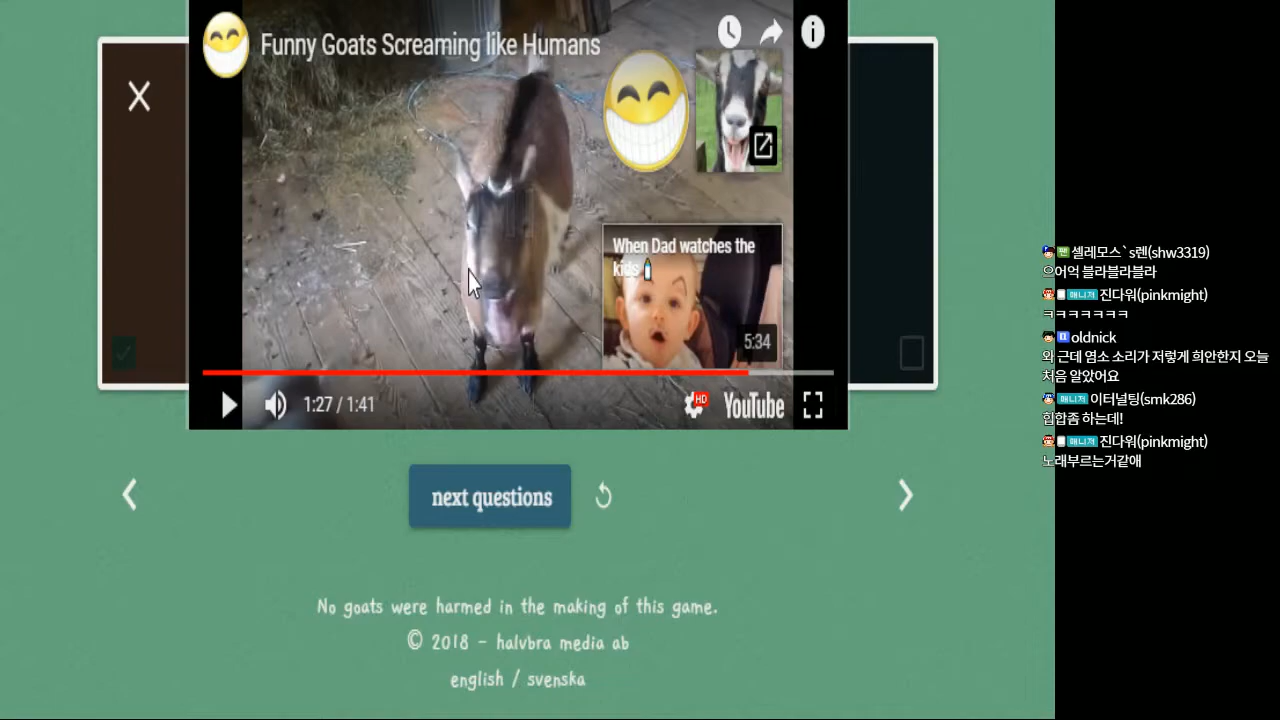 Funny Goats Screaming like Humans
When Dad watches the
kids
5:34
1:27 / 1:41
HD
YouTube
next questions
No goats were harmed in the making of this game.
© 2018 - halvbra media ab
english / svenska
팬 셀레모스`s렌(shw3319)
으어억 블라블라블라
매니저 진다워(pinkmight)
ㅋㅋㅋㅋㅋㅋㅋ
oldnick
와 근데 염소 소리가 저렇게 희안한지 오늘
처음 알았어요
매니저 이터널팅(smk286)
힙합좀 하는데!
매니저 진다워(pinkmight)
노래부르는거같애